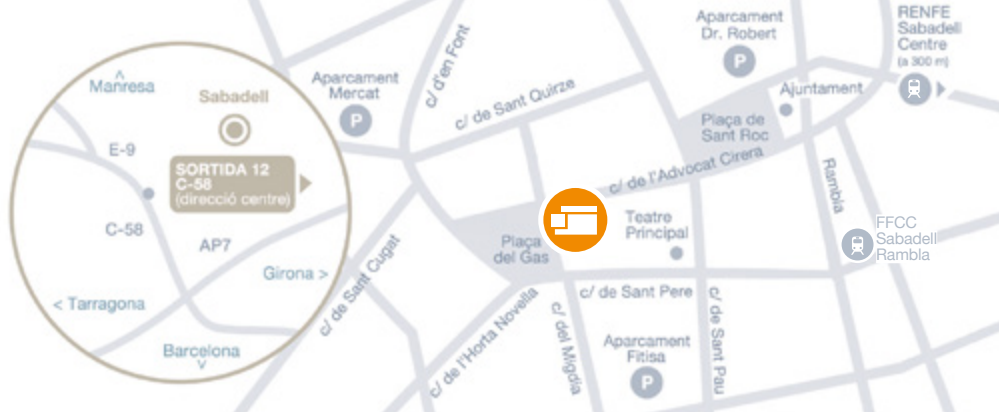 Manresa
Sabadell
E-9
SORTIDA 12
C-58
(direcció centre)
C-58
AP7
Girona >
< Tarragona
Barcelona
Aparcament
Mercat
P
c/ d'en Font
c/ de Sant Quirze
Aparcament
Dr. Robert
P
RENFE
Sabadell
Centre
(a 300 m)
Ajuntament
Plaça de
Sant Roc
c/ de l'Advocat Cirera
Rambla
FFCC
Sabadell
Rambla
Teatre
Principal
Plaça
del Gas
c/ de Sant Cugat
c/ de l'Horta Novella
c/ del Migdia
c/ de Sant Pere
c/ de Sant Pau
Aparcament
Fitisa
P